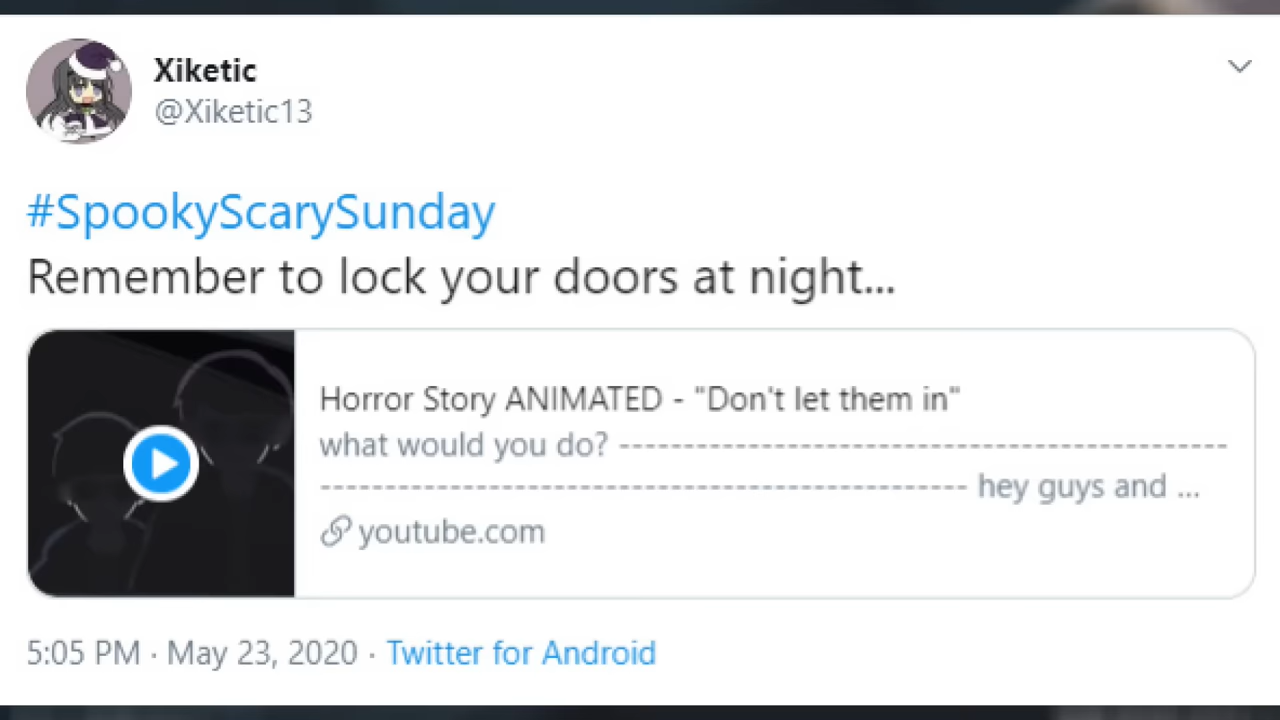 Xiketic
@Xiketic13
#SpookyScarySunday
Remember to lock your doors at night...
Horror Story ANIMATED - "Don't let them in"
what would you do? ------------------------------------------------
--------------------------------------------------- hey guys and ...
youtube.com
5:05 PM · May 23, 2020 · Twitter for Android